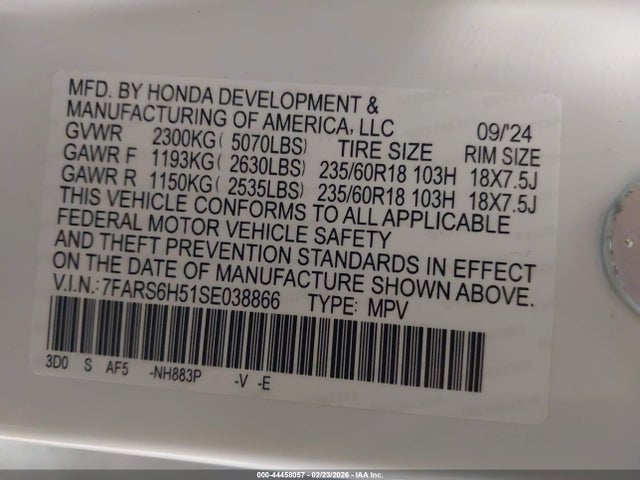 MFD. BY HONDA DEVELOPMENT &
MANUFACTURING OF AMERICA, LLC 09/'24
GVWR 2300KG( 5070LBS) TIRE SIZE RIM SIZE
GAWR F 1193KG( 2630LBS) 235/60R18 103H 18X7.5J
GAWR R 1150KG( 2535LBS) 235/60R18 103H 18X7.5J
THIS VEHICLE CONFORMS TO ALL APPLICABLE
FEDERAL MOTOR VEHICLE SAFETY
AND THEFT PREVENTION STANDARDS IN EFFECT
ON THE DATE OF MANUFACTURE SHOWN ABOVE.
V.I.N.:7FARS6H51SE038866 TYPE: MPV
3D0 S AF5 -NH883P -V -E
000-44458057 - 02/23/2026 - IAA Inc.